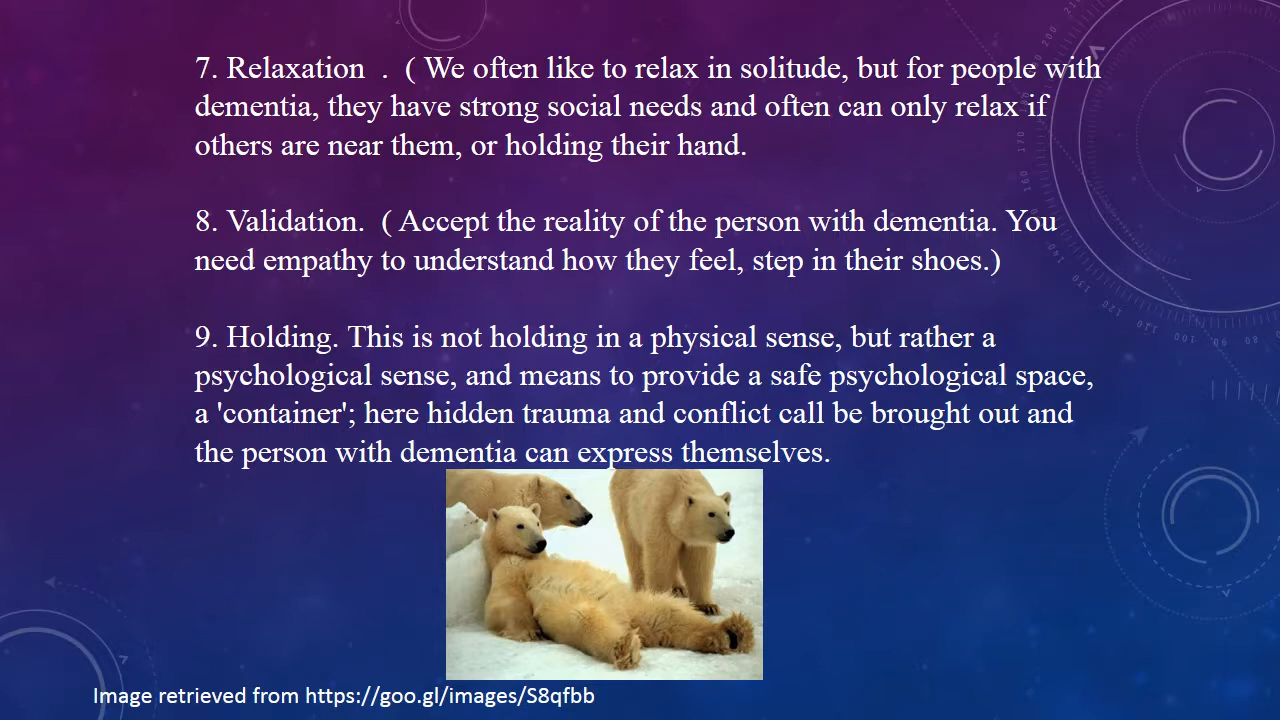 7. Relaxation  .  ( We often like to relax in solitude, but for people with
dementia, they have strong social needs and often can only relax if
others are near them, or holding their hand.
8. Validation.  ( Accept the reality of the person with dementia. You
need empathy to understand how they feel, step in their shoes.)
9. Holding. This is not holding in a physical sense, but rather a
psychological sense, and means to provide a safe psychological space,
a 'container'; here hidden trauma and conflict call be brought out and
the person with dementia can express themselves.
Image retrieved from https://goo.gl/images/S8qfbb